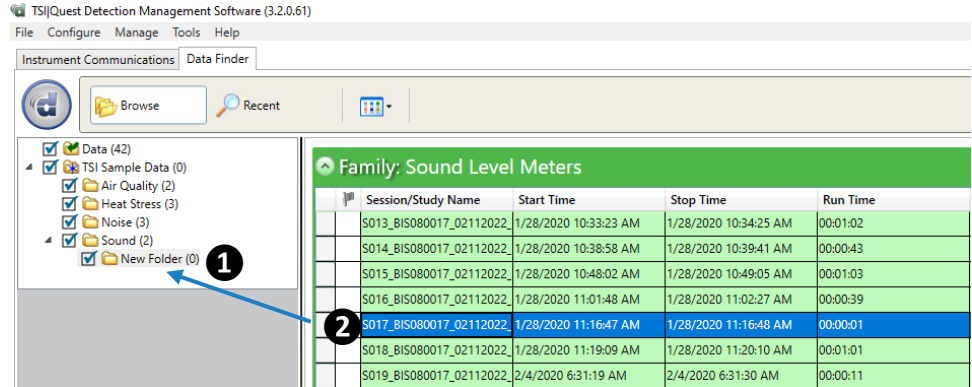 TSI|Quest Detection Management Software (3.2.0.61)
File Configure Manage Tools Help
Instrument Communications Data Finder
Browse Recent
Data (42)
TSI Sample Data (0)
Air Quality (2)
Heat Stress (3)
Noise (3)
Sound (2)
New Folder (0)
1
Family: Sound Level Meters
Session/Study Name Start Time Stop Time Run Time
S013_BIS080017_02112022_ 1/28/2020 10:33:23 AM 1/28/2020 10:34:25 AM 00:01:02
S014_BIS080017_02112022_ 1/28/2020 10:38:58 AM 1/28/2020 10:39:41 AM 00:00:43
S015_BIS080017_02112022_ 1/28/2020 10:48:02 AM 1/28/2020 10:49:05 AM 00:01:03
S016_BIS080017_02112022_ 1/28/2020 11:01:48 AM 1/28/2020 11:02:27 AM 00:00:39
2 S017_BIS080017_02112022_ 1/28/2020 11:16:47 AM 1/28/2020 11:16:48 AM 00:00:01
S018_BIS080017_02112022_ 1/28/2020 11:19:09 AM 1/28/2020 11:20:10 AM 00:01:01
S019_BIS080017_02112022_ 2/4/2020 6:31:19 AM 2/4/2020 6:31:30 AM 00:00:11